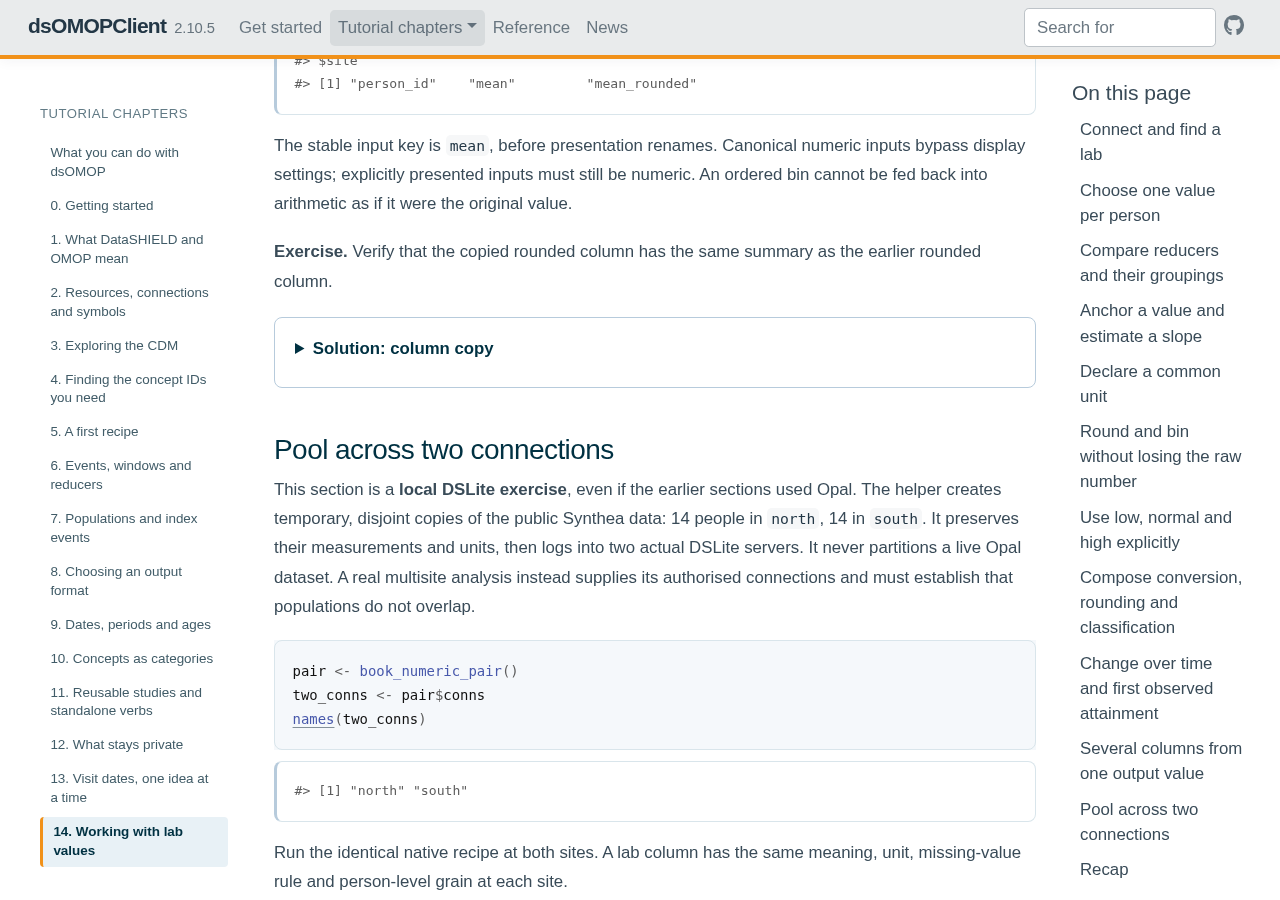 dsOMOPClient 2.10.5 Get started Tutorial chapters Reference News Search for
TUTORIAL CHAPTERS
What you can do with
dsOMOP
0. Getting started
1. What DataSHIELD and
OMOP mean
2. Resources, connections
and symbols
3. Exploring the CDM
4. Finding the concept IDs
you need
5. A first recipe
6. Events, windows and
reducers
7. Populations and index
events
8. Choosing an output
format
9. Dates, periods and ages
10. Concepts as categories
11. Reusable studies and
standalone verbs
12. What stays private
13. Visit dates, one idea at
a time
14. Working with lab
values
#> $site
#> [1] "person_id"    "mean"         "mean_rounded"
The stable input key is mean, before presentation renames. Canonical numeric inputs bypass display
settings; explicitly presented inputs must still be numeric. An ordered bin cannot be fed back into
arithmetic as if it were the original value.
Exercise. Verify that the copied rounded column has the same summary as the earlier rounded
column.
Solution: column copy
Pool across two connections
This section is a local DSLite exercise, even if the earlier sections used Opal. The helper creates
temporary, disjoint copies of the public Synthea data: 14 people in north, 14 in south. It preserves
their measurements and units, then logs into two actual DSLite servers. It never partitions a live Opal
dataset. A real multisite analysis instead supplies its authorised connections and must establish that
populations do not overlap.
pair <- book_numeric_pair()
two_conns <- pair$conns
names(two_conns)
#> [1] "north" "south"
Run the identical native recipe at both sites. A lab column has the same meaning, unit, missing-value
rule and person-level grain at each site.
On this page
Connect and find a
lab
Choose one value
per person
Compare reducers
and their groupings
Anchor a value and
estimate a slope
Declare a common
unit
Round and bin
without losing the raw
number
Use low, normal and
high explicitly
Compose conversion,
rounding and
classification
Change over time
and first observed
attainment
Several columns from
one output value
Pool across two
connections
Recap